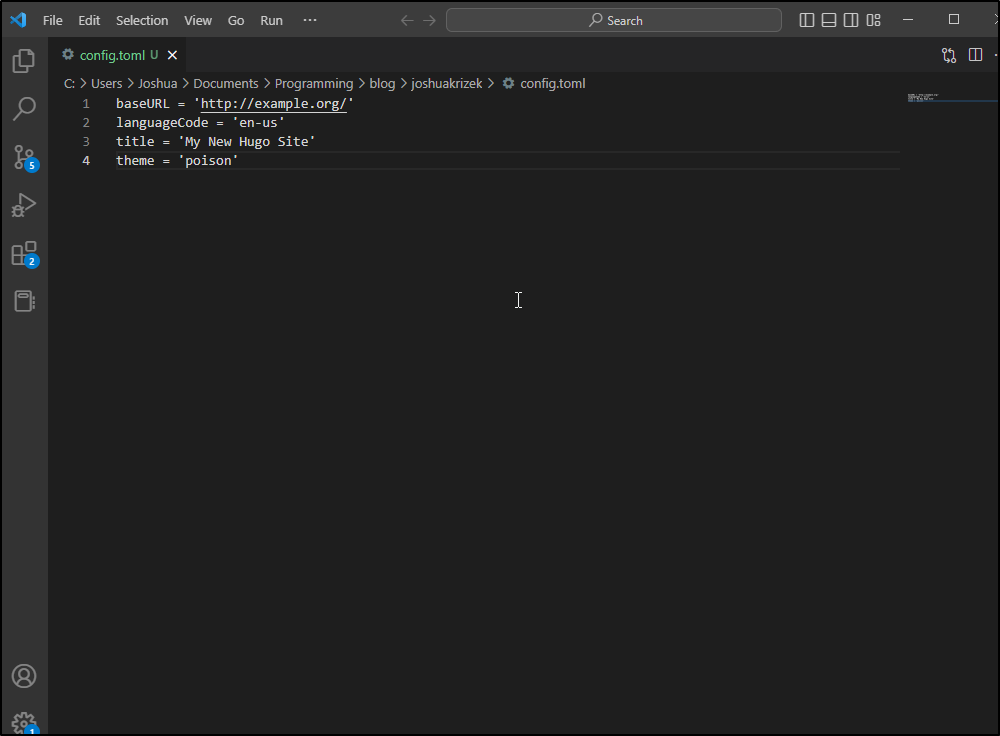 File Edit Selection View Go Run ··· Search
config.toml U
C: > Users > Joshua > Documents > Programming > blog > joshuakrizek > config.toml
1 baseURL = 'http://example.org/'
2 languageCode = 'en-us'
3 title = 'My New Hugo Site'
4 theme = 'poison'
5
2
1